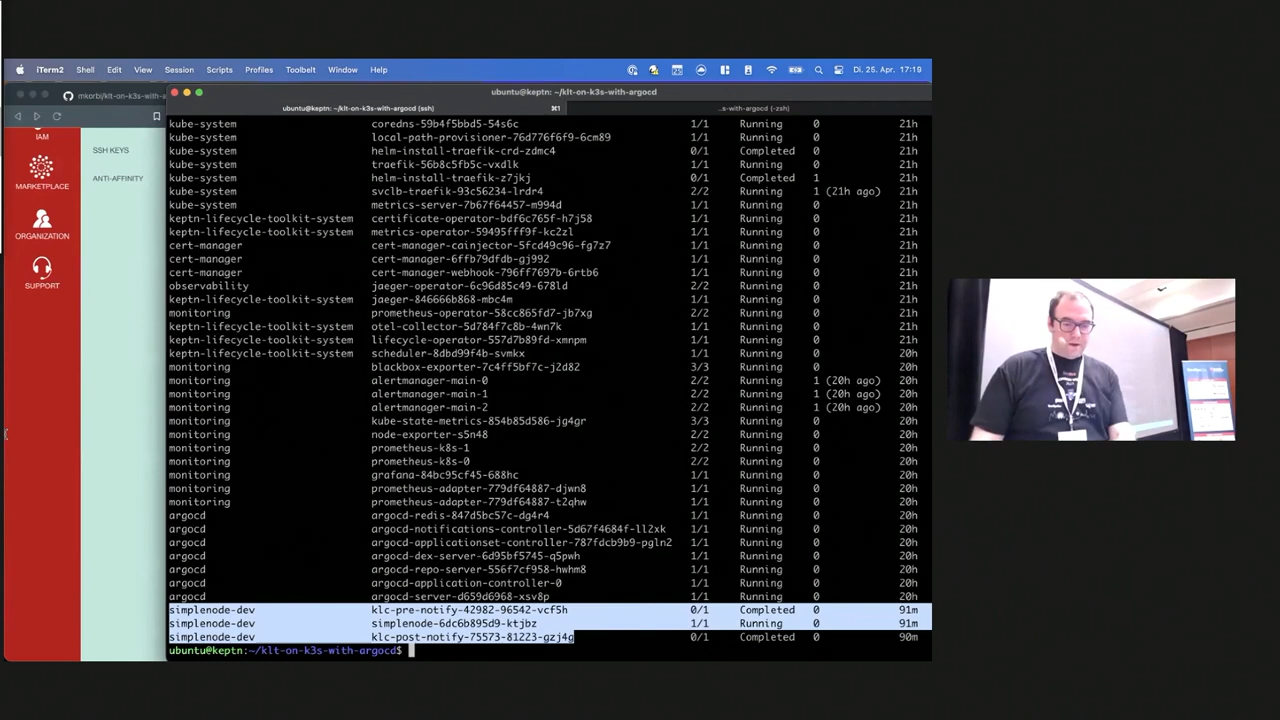 iTerm2 Shell Edit View Session Scripts Profiles Toolbelt Window Help Di. 25. Apr. 17:19
mkorbi/klt-on-k3s-with-a
ubuntu@keptn: ~/klt-on-k3s-with-argocd
ubuntu@keptn: ~/klt-on-k3s-with-argocd (ssh) ⌘1 ..s-with-argocd (-zsh)
IAM
MARKETPLACE
ORGANIZATION
SUPPORT
SSH KEYS
ANTI-AFFINITY
kube-system coredns-59b4f5bbd5-54s6c 1/1 Running 0 21h
kube-system local-path-provisioner-76d776f6f9-6cm89 1/1 Running 0 21h
kube-system helm-install-traefik-crd-zdmc4 0/1 Completed 0 21h
kube-system traefik-56b8c5fb5c-vxdlk 1/1 Running 0 21h
kube-system helm-install-traefik-z7jkj 0/1 Completed 1 21h
kube-system svclb-traefik-93c56234-lrdr4 2/2 Running 1 (21h ago) 21h
kube-system metrics-server-7b67f64457-m994d 1/1 Running 0 21h
keptn-lifecycle-toolkit-system certificate-operator-bdf6c765f-h7j58 1/1 Running 0 21h
keptn-lifecycle-toolkit-system metrics-operator-59495fff9f-kc2zl 1/1 Running 0 21h
cert-manager cert-manager-cainjector-5fcd49c96-fg7z7 1/1 Running 0 21h
cert-manager cert-manager-6ffb79dfdb-gj992 1/1 Running 0 21h
cert-manager cert-manager-webhook-796ff7697b-6rtb6 1/1 Running 0 21h
observability jaeger-operator-6c96d85c49-678ld 2/2 Running 0 21h
keptn-lifecycle-toolkit-system jaeger-846666b868-mbc4m 1/1 Running 0 21h
monitoring prometheus-operator-58cc865fd7-jb7xg 2/2 Running 0 21h
keptn-lifecycle-toolkit-system otel-collector-5d784f7c8b-4wn7k 1/1 Running 0 21h
keptn-lifecycle-toolkit-system lifecycle-operator-557d7b89fd-xmnpm 1/1 Running 0 21h
keptn-lifecycle-toolkit-system scheduler-8dbd99f4b-svmkx 1/1 Running 0 20h
monitoring blackbox-exporter-7c4ff5bf7c-j2d82 3/3 Running 0 20h
monitoring alertmanager-main-0 2/2 Running 1 (20h ago) 20h
monitoring alertmanager-main-1 2/2 Running 1 (20h ago) 20h
monitoring alertmanager-main-2 2/2 Running 1 (20h ago) 20h
monitoring kube-state-metrics-854b85d586-jg4gr 3/3 Running 0 20h
monitoring node-exporter-s5n48 2/2 Running 0 20h
monitoring prometheus-k8s-1 2/2 Running 0 20h
monitoring prometheus-k8s-0 2/2 Running 0 20h
monitoring grafana-84bc95cf45-688hc 1/1 Running 0 20h
monitoring prometheus-adapter-779df64887-djwn8 1/1 Running 0 20h
monitoring prometheus-adapter-779df64887-t2qhw 1/1 Running 0 20h
argocd argocd-redis-847d5bc57c-dg4r4 1/1 Running 0 20h
argocd argocd-notifications-controller-5d67f4684f-ll2xk 1/1 Running 0 20h
argocd argocd-applicationset-controller-787fdcb9b9-pgln2 1/1 Running 0 20h
argocd argocd-dex-server-6d95bf5745-q5pwh 1/1 Running 0 20h
argocd argocd-repo-server-556f7cf958-hwhm8 1/1 Running 0 20h
argocd argocd-application-controller-0 1/1 Running 0 20h
argocd argocd-server-d659d6968-xsv8p 1/1 Running 0 20h
simplenode-dev klc-pre-notify-42982-96542-vcf5h 0/1 Completed 0 91m
simplenode-dev simplenode-6dc6b895d9-ktjbz 1/1 Running 0 91m
simplenode-dev klc-post-notify-75573-81223-gzj4g 0/1 Completed 0 90m
ubuntu@keptn:~/klt-on-k3s-with-argocd$